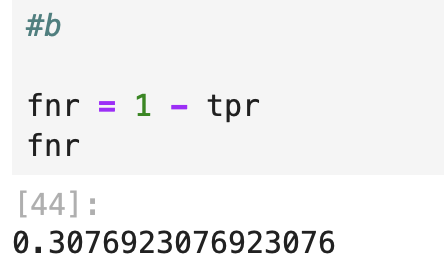 #b
fnr = 1 - tpr
fnr
[44]:
0.3076923076923076